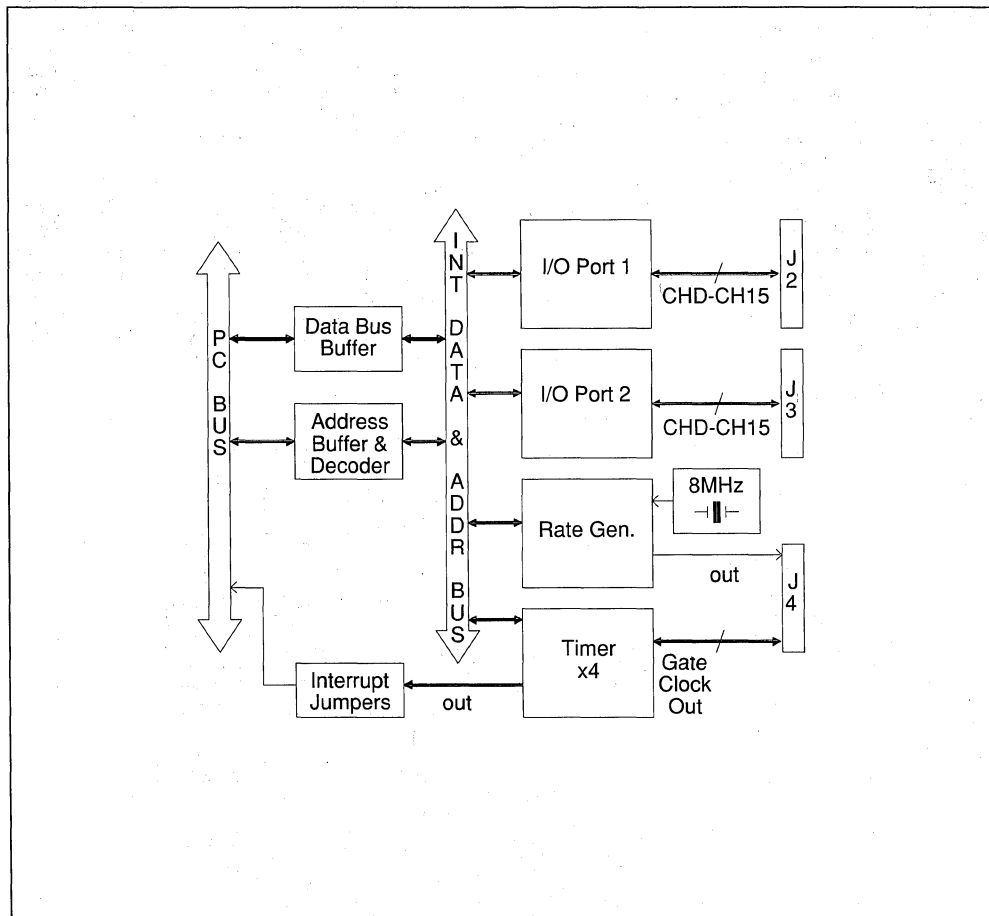 PC BUS
Data Bus
Buffer
Address
Buffer &
Decoder
INT DATA & ADDR BUS
I/O Port 1
CHD-CH15
J2
I/O Port 2
CHD-CH15
J3
8MHz
Rate Gen.
out
J4
Timer
x4
Gate
Clock
Out
Interrupt
Jumpers
out